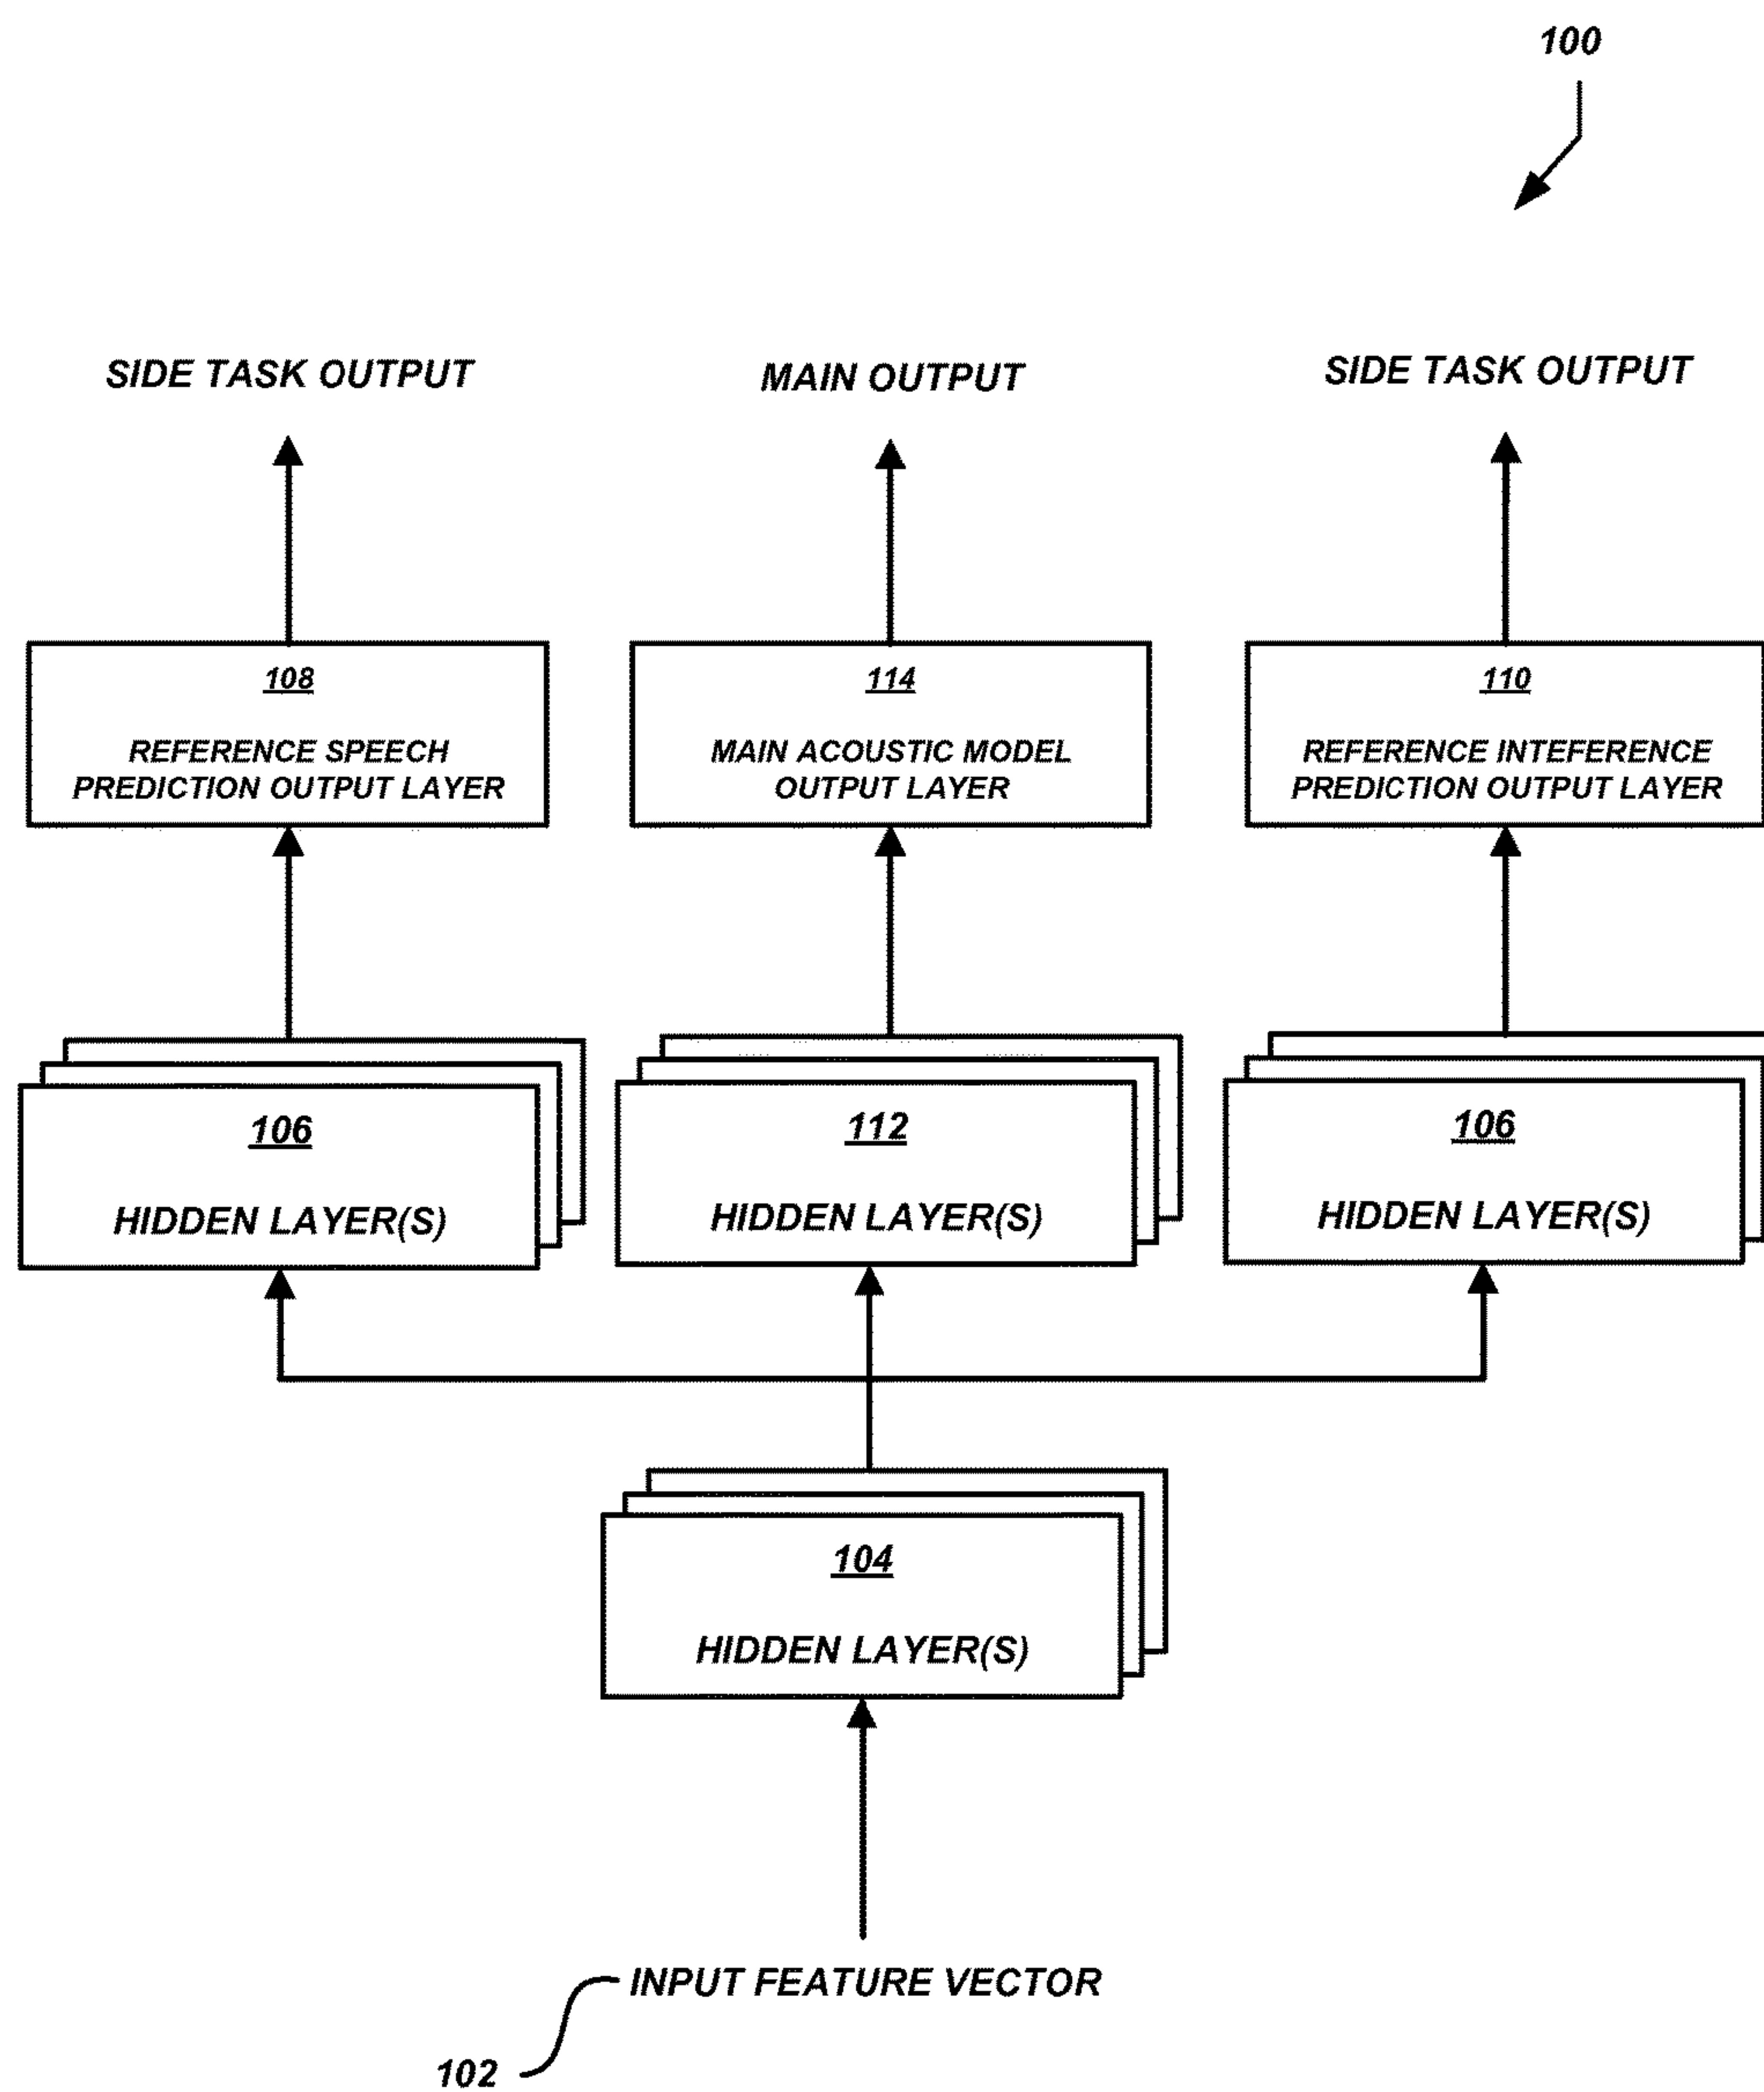 100
SIDE TASK OUTPUT
MAIN OUTPUT
SIDE TASK OUTPUT
108
REFERENCE SPEECH
PREDICTION OUTPUT LAYER
114
MAIN ACOUSTIC MODEL
OUTPUT LAYER
110
REFERENCE INTEFERENCE
PREDICTION OUTPUT LAYER
106
HIDDEN LAYER(S)
112
HIDDEN LAYER(S)
106
HIDDEN LAYER(S)
104
HIDDEN LAYER(S)
INPUT FEATURE VECTOR
102